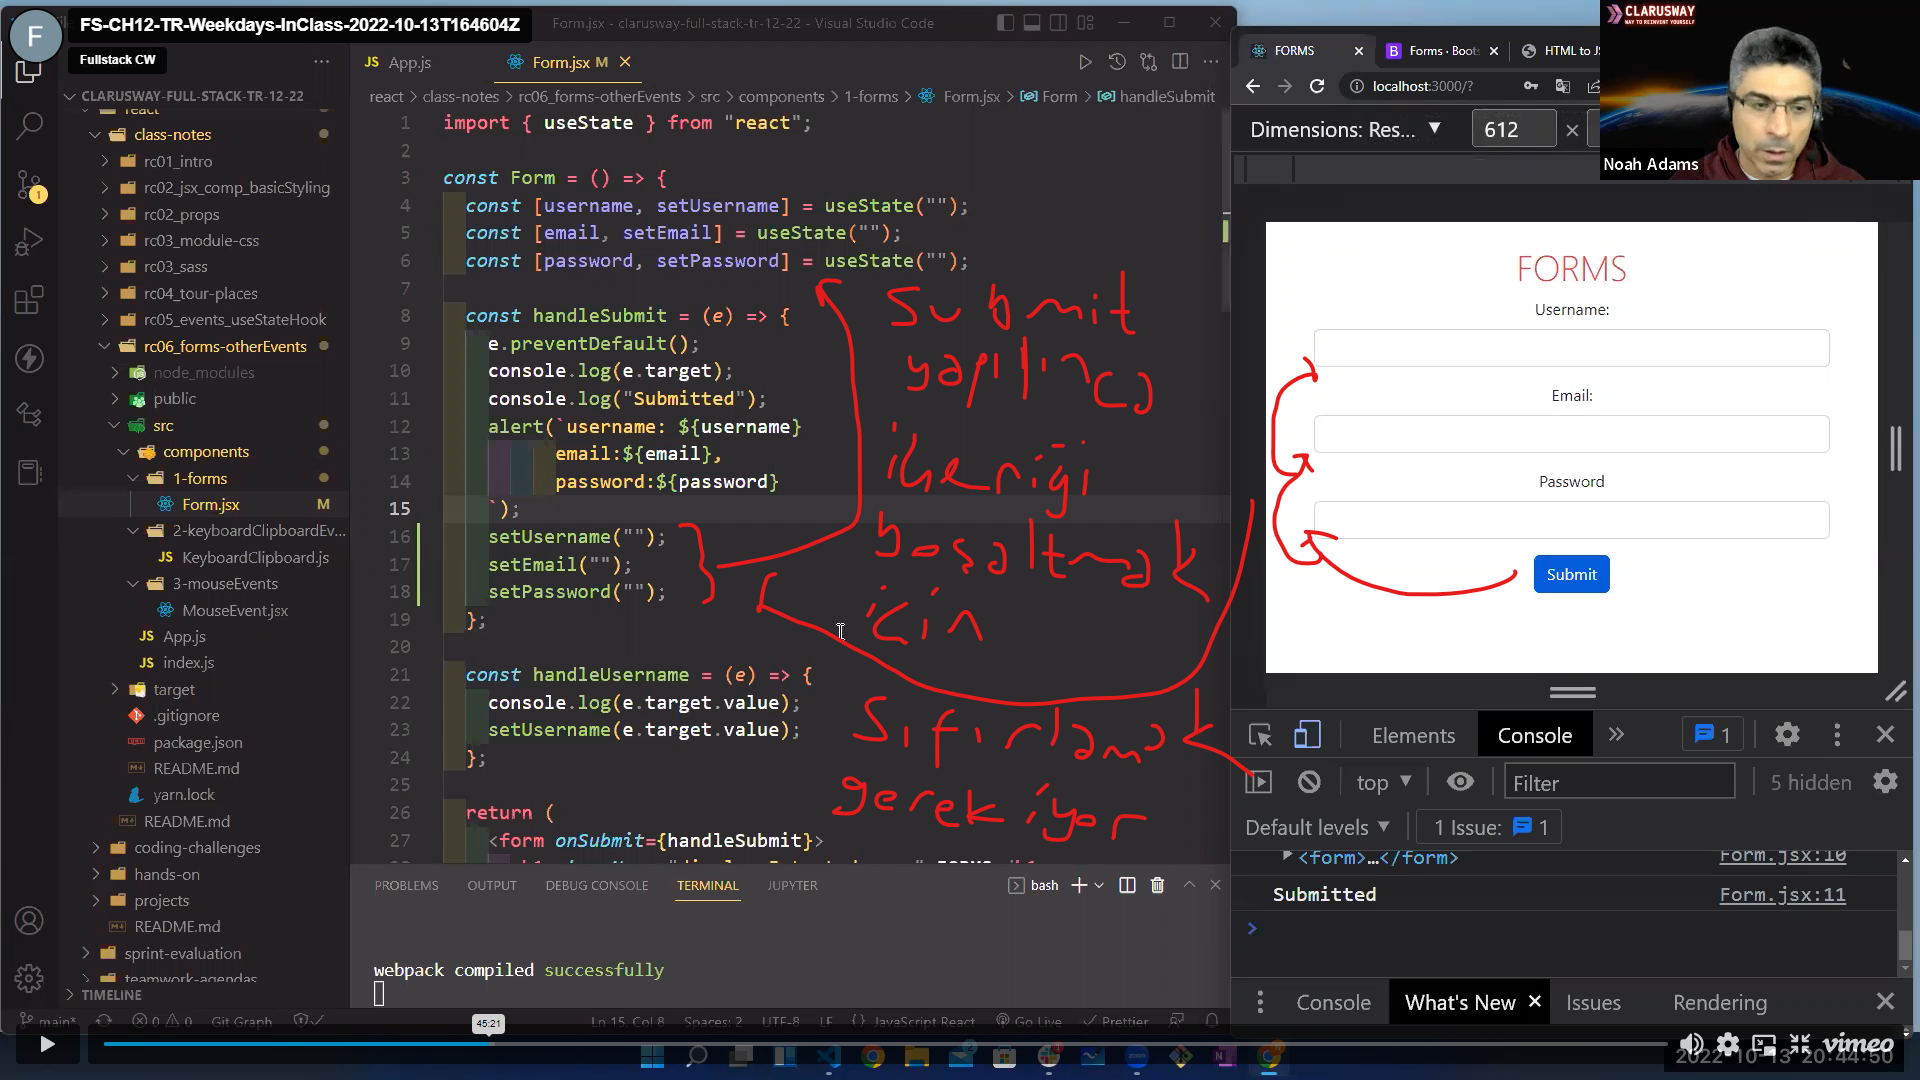 FS-CH12-TR-Weekdays-InClass-2022-10-13T164604Z
F
Fullstack CW
Form.jsx - clarusway-full-stack-tr-12-22 - Visual Studio Code
App.js
Form.jsx M
CLARUSWAY-FULL-STACK-TR-12-22
react > class-notes > rc06_forms-otherEvents > src > components > 1-forms > Form.jsx > Form > handleSubmit
react
class-notes
rc01_intro
rc02_jsx_comp_basicStyling
rc02_props
rc03_module-css
rc03_sass
rc04_tour-places
rc05_events_useStateHook
rc06_forms-otherEvents
node_modules
public
src
components
1-forms
Form.jsx M
2-keyboardClipboardEv...
KeyboardClipboard.js
3-mouseEvents
MouseEvent.jsx
App.js
index.js
target
.gitignore
package.json
README.md
yarn.lock
README.md
coding-challenges
hands-on
projects
README.md
sprint-evaluation
teamwork-agendas
TIMELINE
1 import { useState } from "react";
2
3 const Form = () => {
4 const [username, setUsername] = useState("");
5 const [email, setEmail] = useState("");
6 const [password, setPassword] = useState("");
7
8 const handleSubmit = (e) => {
9 e.preventDefault();
10 console.log(e.target);
11 console.log("Submitted");
12 alert(`username: ${username}
13 email:${email},
14 password:${password}
15 `);
16 setUsername("");
17 setEmail("");
18 setPassword("");
19 };
20
21 const handleUsername = (e) => {
22 console.log(e.target.value);
23 setUsername(e.target.value);
24 };
25
26 return (
27 <form onSubmit={handleSubmit}>
submit
yapılınca
içeriği
boşaltmak
için
sıfırlamak
gerekiyor
PROBLEMS OUTPUT DEBUG CONSOLE TERMINAL JUPYTER
bash
webpack compiled successfully
main* 0 0 Git Graph
Ln 15, Col 8 Spaces: 2 UTF-8 LF JavaScript React Go Live Prettier
45:21
FORMS
Forms · Boots
HTML to JS
localhost:3000/?
Dimensions: Res... 612
CLARUSWAY
WAY TO REINVENT YOURSELF
Noah Adams
FORMS
Username:
Email:
Password
Submit
Elements Console 1
top Filter 5 hidden
Default levels 1 Issue: 1
<form>…</form> Form.jsx:10
Submitted Form.jsx:11
Console What's New Issues Rendering
vimeo
2022-10-13 20:44:50